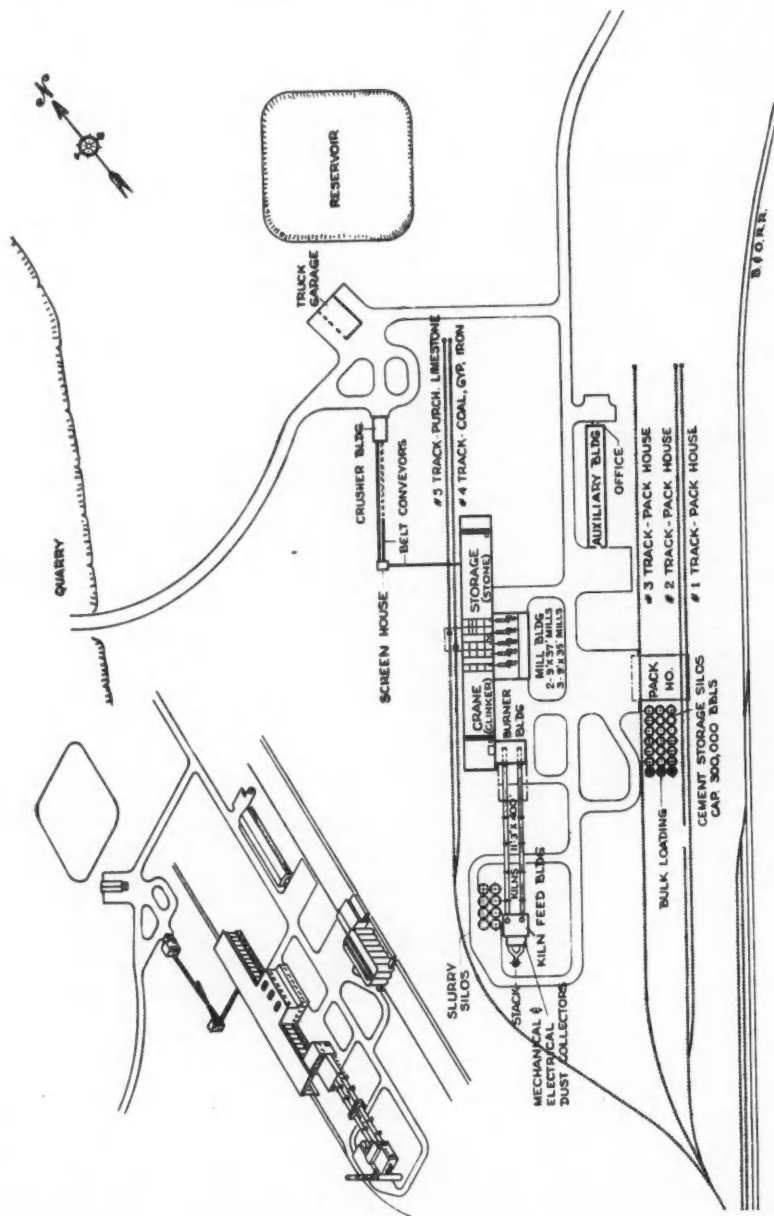 N
QUARRY
RESERVOIR
TRUCK
GARAGE
CRUSHER BLDG
BELT CONVEYORS
SCREEN HOUSE
#5 TRACK-PURCH. LIMESTONE
#4 TRACK-COAL, GYP, IRON
STORAGE
(STONE)
CRANE
(CLINKER)
MILL BLDG
2-9'X37' MILLS
3-9'X35' MILLS
BURNER
BLDG
KILNS 11'-3" X 400'
KILN FEED BLDG
SLURRY
SILOS
STACK
MECHANICAL &
ELECTRICAL
DUST COLLECTORS
AUXILIARY BLDG
OFFICE
#3 TRACK-PACK HOUSE
#2 TRACK-PACK HOUSE
#1 TRACK-PACK HOUSE
PACK
HO.
BULK LOADING
CEMENT STORAGE SILOS
CAP. 300,000 BBLS
B.&O.R.R.